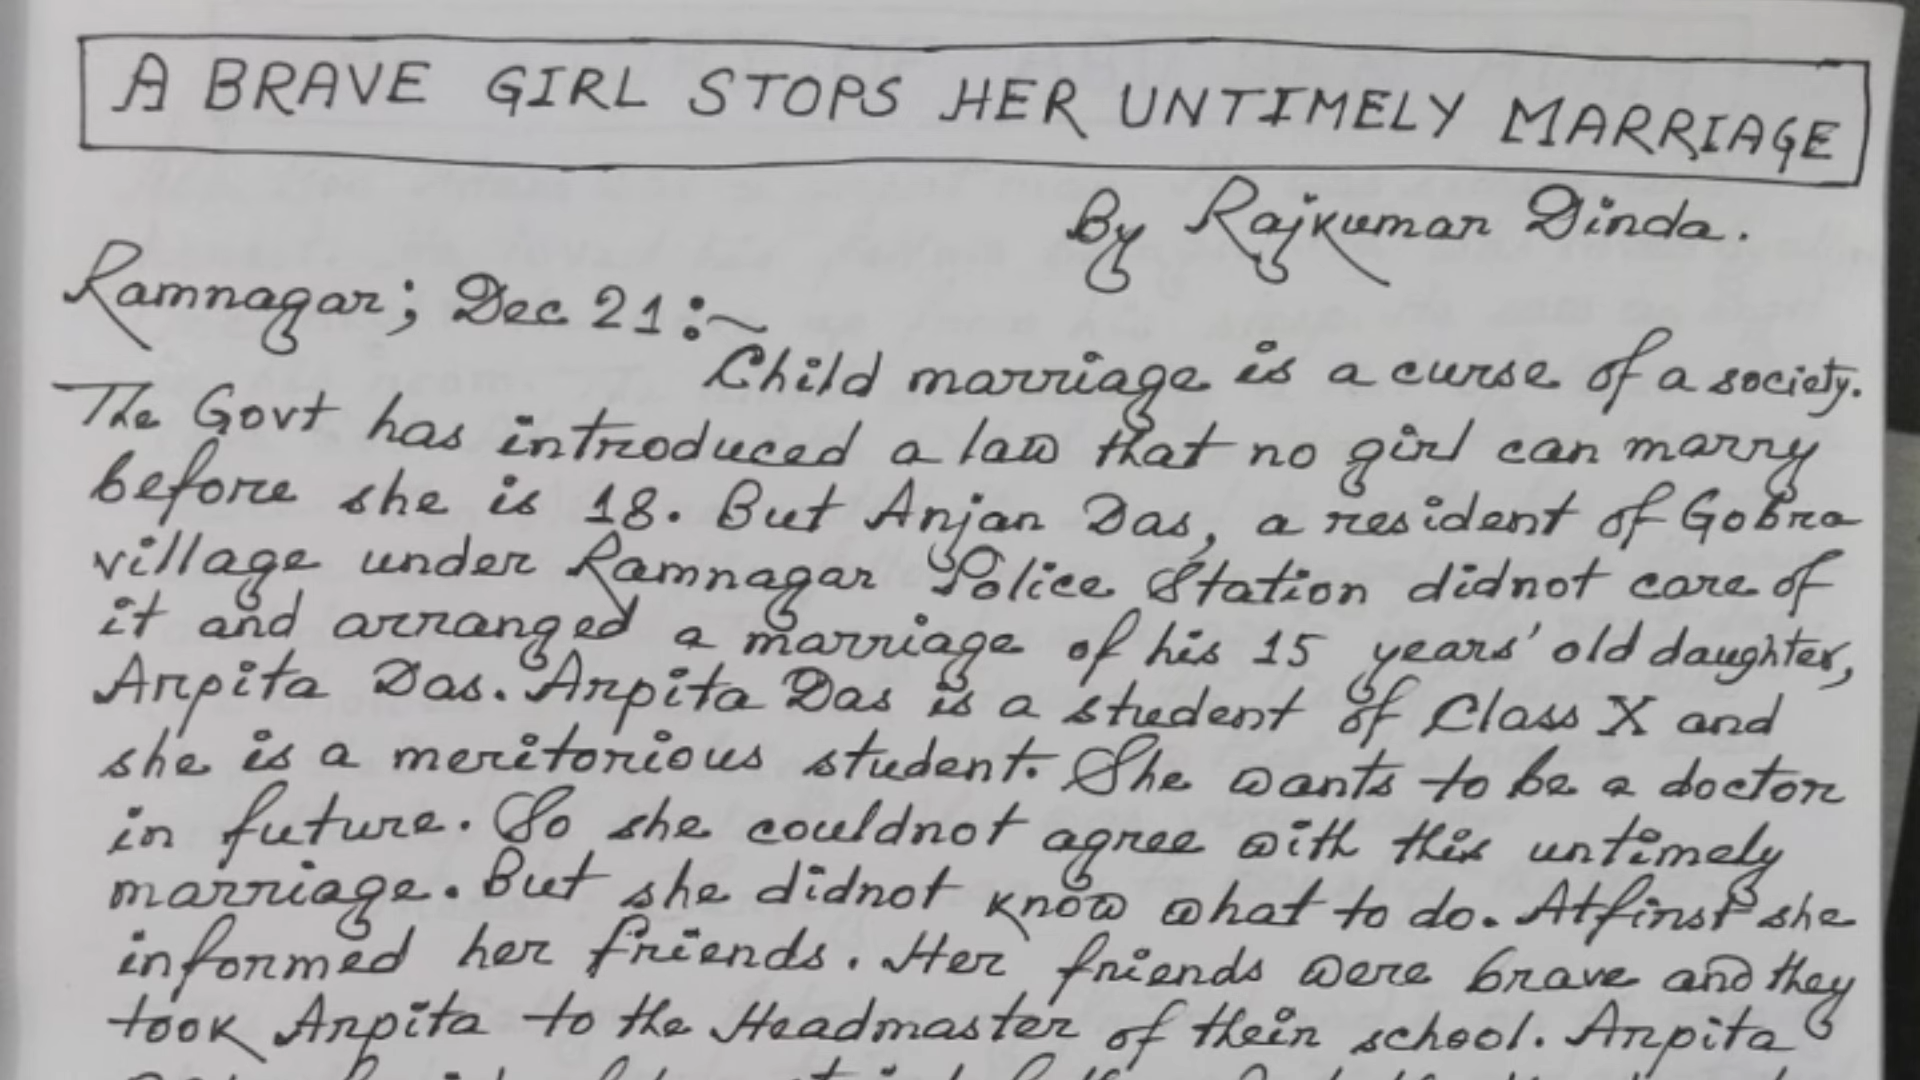 A BRAVE GIRL STOPS HER UNTIMELY MARRIAGE
By Rajkumar Dinda.
Ramnagar; Dec 21:~
Child marriage is a curse of a society.
The Govt has introduced a law that no girl can marry
before she is 18. But Anjan Das, a resident of Gobra
village under Ramnagar Police Station didnot care of
it and arranged a marriage of his 15 years' old daughter,
Arpita Das. Arpita Das is a student of Class X and
she is a meritorious student. She wants to be a doctor
in future. So she couldnot agree with this untimely
marriage. But she didnot know what to do. Atfirst she
informed her friends. Her friends were brave and they
took Arpita to the Headmaster of their school. Arpita